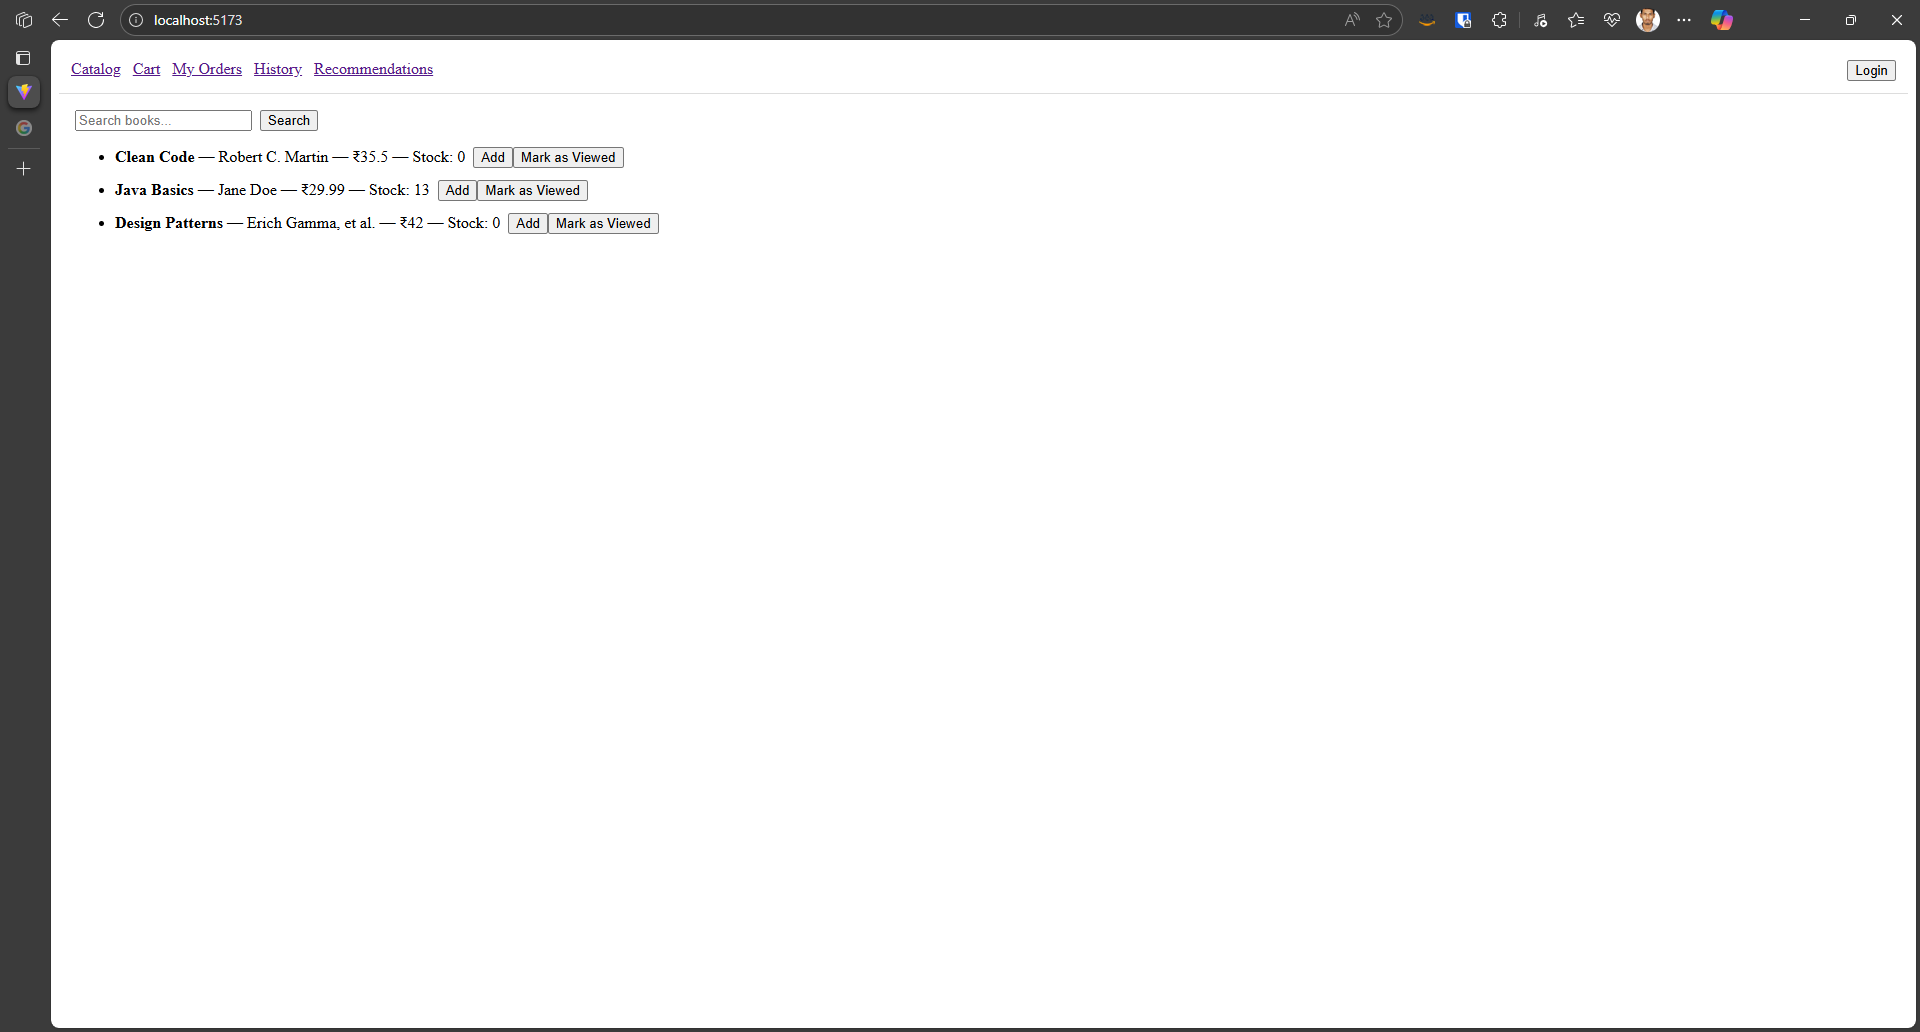 localhost:5173
Catalog Cart My Orders History Recommendations Login
Search books... Search
• Clean Code — Robert C. Martin — ₹35.5 — Stock: 0 Add Mark as Viewed
• Java Basics — Jane Doe — ₹29.99 — Stock: 13 Add Mark as Viewed
• Design Patterns — Erich Gamma, et al. — ₹42 — Stock: 0 Add Mark as Viewed